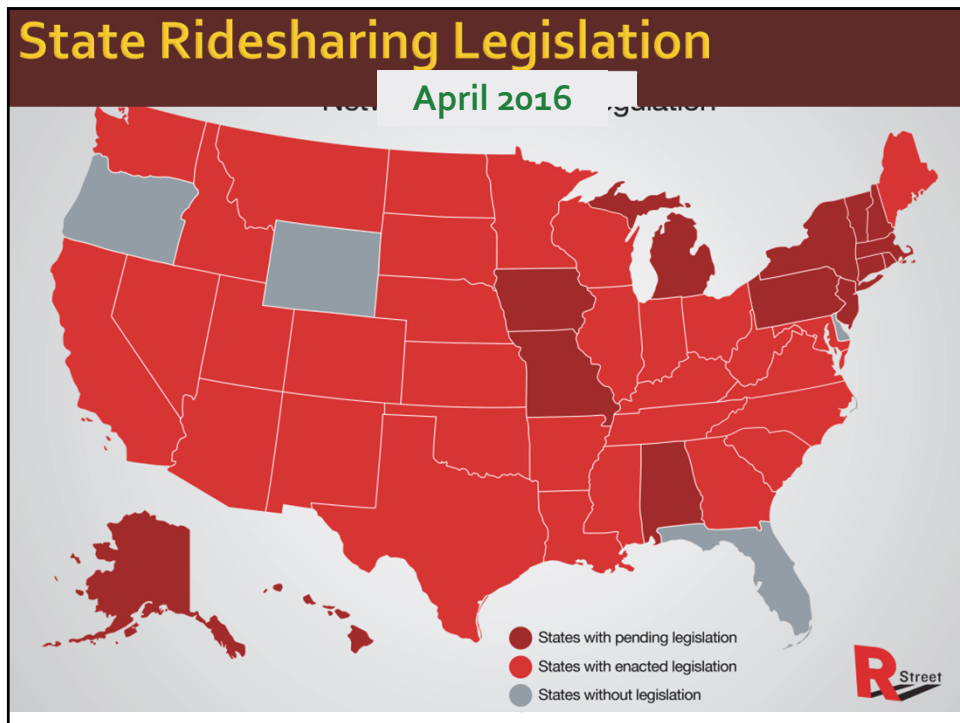 State Ridesharing Legislation
April 2016
States with pending legislation
States with enacted legislation
States without legislation
R Street